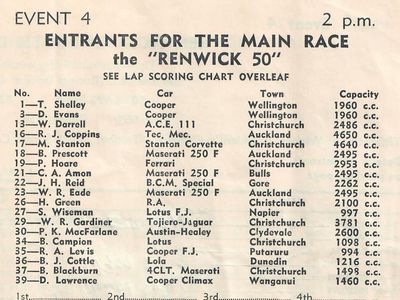 EVENT 4 2 p.m.
ENTRANTS FOR THE MAIN RACE
the "RENWICK 50"
SEE LAP SCORING CHART OVERLEAF
No. Name Car Town Capacity
1—T. Shelley Cooper Wellington 1960 c.c.
3—D. Evans Cooper Wellington 1960 c.c.
13—W. Darrell A.C.E. 111 Christchurch 2486 c.c.
16—R. J. Coppins Tec. Mec. Auckland 4650 c.c.
17—M. Stanton Stanton Corvette Christchurch 4640 c.c.
18—B. Prescott Maserati 250 F Auckland 2495 c.c.
19—P. Hoare Ferrari Christchurch 2953 c.c.
21—C. A. Amon Maserati 250 F Bulls 2495 c.c.
22—J. H. Reid B.C.M. Special Gore 2262 c.c.
23—W. R. Eade Maserati 250 F Auckland 2495 c.c.
26—H. Green R.A. Christchurch 2100 c.c.
27—S. Wiseman Lotus F.J. Napier 997 c.c.
29—W. R. Gardiner Tojiero-Jaguar Christchurch 3781 c.c.
30—P. K. MacFarlane Austin-Healey Clydevale 2600 c.c.
34—B. Campion Lotus Christchurch 1098 c.c.
35—R. A. Levis Cooper F.J. Putaruru 994 c.c.
36—B. J. Cottle Lola Dunedin 1216 c.c.
37—B. Blackburn 4CLT. Maserati Christchurch 1498 c.c.
39—D. Lawrence Cooper Climax Wanganui 1460 c.c.
1st 2nd 3rd 4th